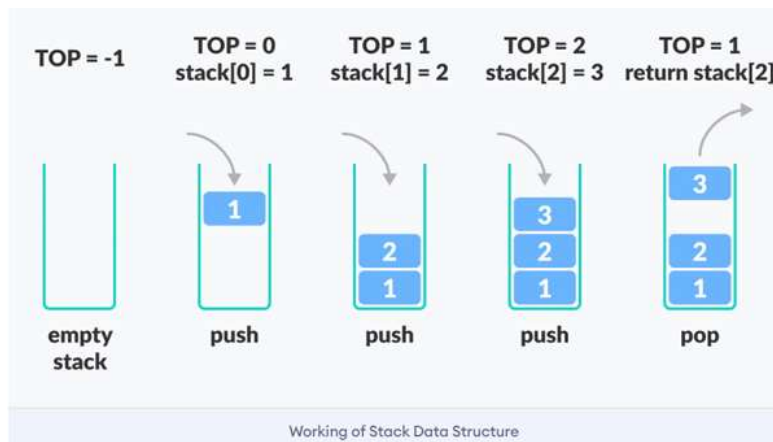 TOP = -1
TOP = 0
stack[0] = 1
TOP = 1
stack[1] = 2
TOP = 2
stack[2] = 3
TOP = 1
return stack[2]
1
2
1
3
2
1
3
2
1
empty
stack
push
push
push
pop
Working of Stack Data Structure